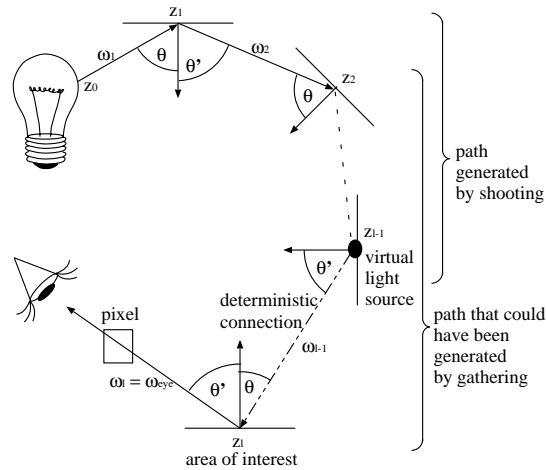 z1
ω1
θ
θ'
ω2
z0
z2
θ
path
generated
by shooting
zl-1
θ'
virtual
light
source
deterministic
connection
ωl-1
path that could
have been
generated
by gathering
pixel
ωl = ωeye
θ'
θ
zl
area of interest